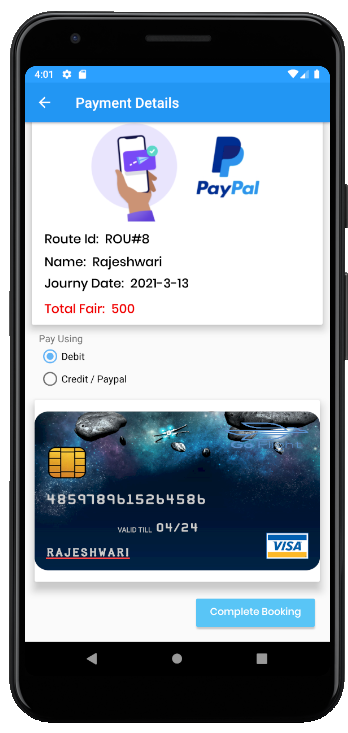 4:01
Payment Details
PayPal
Route Id: ROU#8
Name: Rajeshwari
Journy Date: 2021-3-13
Total Fair: 500
Pay Using
Debit
Credit / Paypal
4859789615264586
VALID TILL 04/24
RAJESHWARI
VISA
Complete Booking